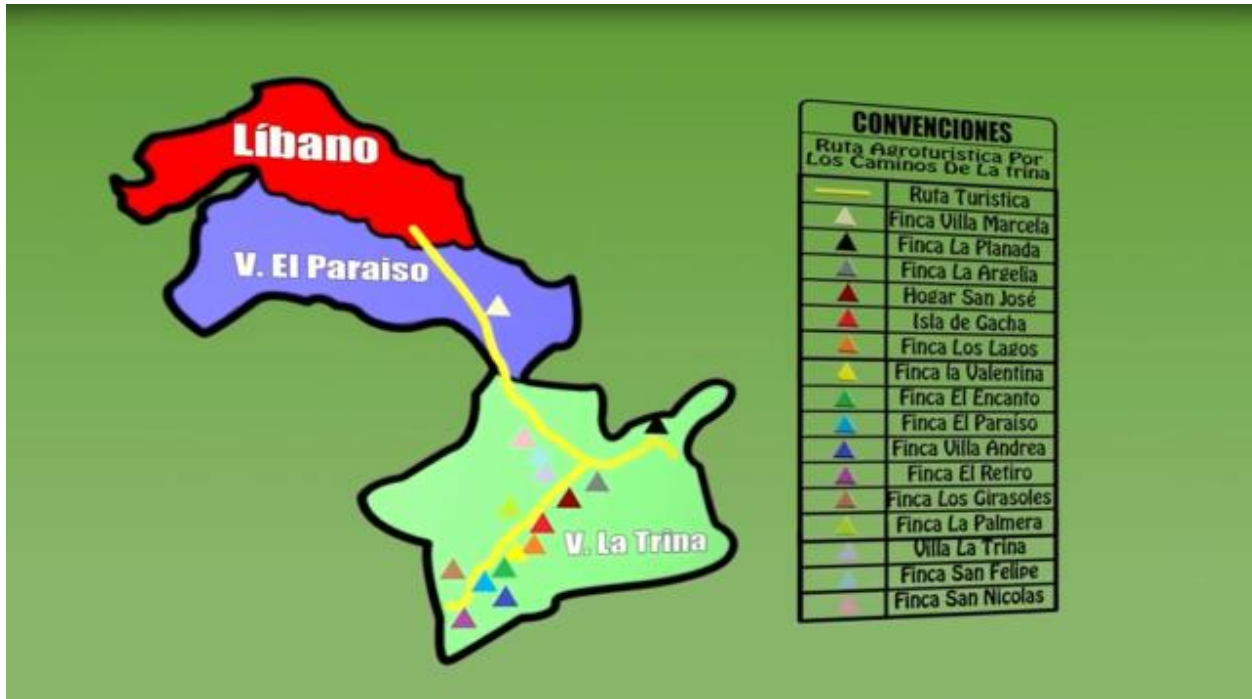 Líbano
V. El Paraiso
V. La Trina
CONVENCIONES
Ruta Agroturistica Por
Los Caminos De La trina
Ruta Turistica
Finca Villa Marcela
Finca La Planada
Finca La Argelia
Hogar San José
Isla de Gacha
Finca Los Lagos
Finca la Valentina
Finca El Encanto
Finca El Paraíso
Finca Villa Andrea
Finca El Retiro
Finca Los Girasoles
Finca La Palmera
Villa La Trina
Finca San Felipe
Finca San Nicolas